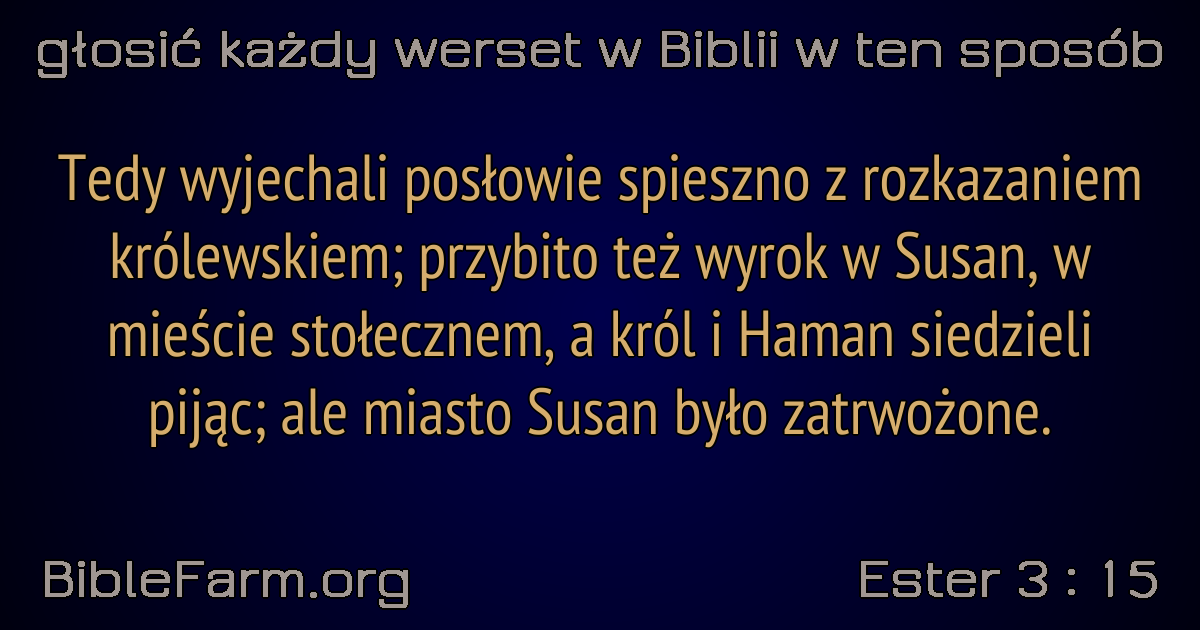 głosić każdy werset w Biblii w ten sposób
Tedy wyjechali posłowie spieszno z rozkazaniem
królewskiem; przybito też wyrok w Susan, w
mieście stołecznem, a król i Haman siedzieli
pijąc; ale miasto Susan było zatrwożone.
BibleFarm.org
Ester 3 : 15